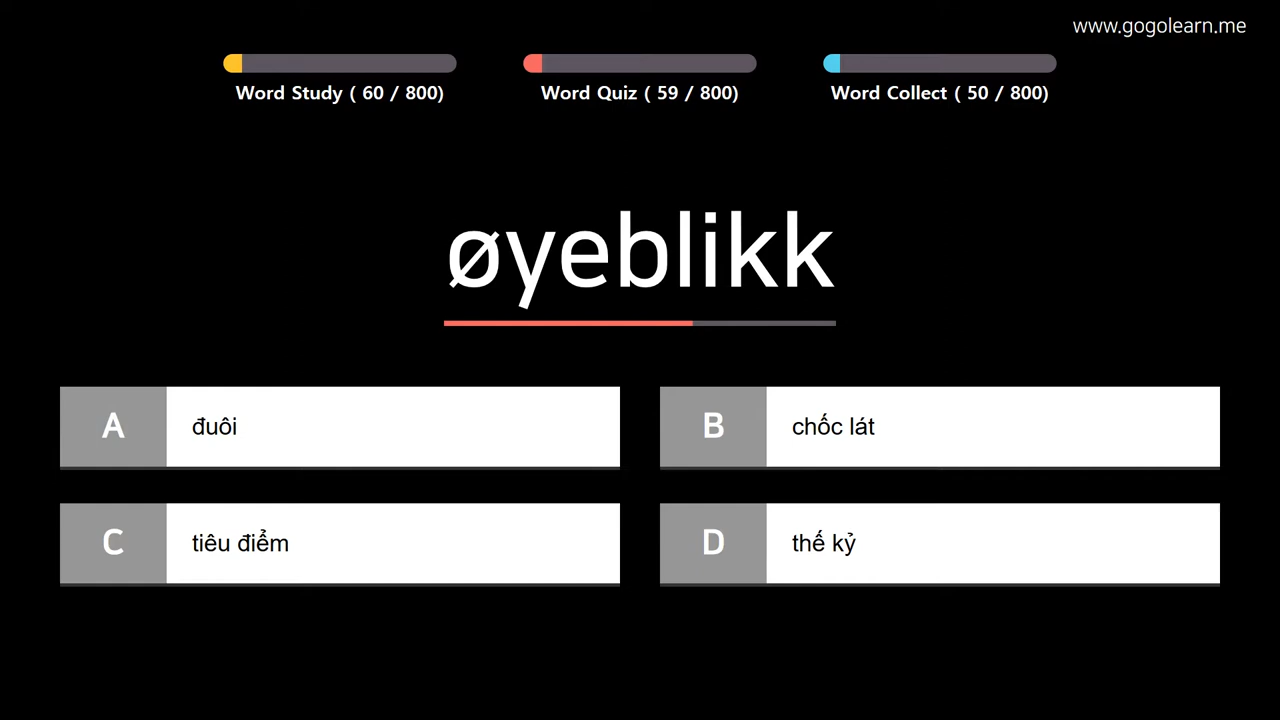 www.gogolearn.me
Word Study ( 60 / 800)
Word Quiz ( 59 / 800)
Word Collect ( 50 / 800)
øyeblikk
A đuôi
B chốc lát
C tiêu điểm
D thế kỷ